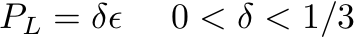 P_L = δϵ   0 < δ < 1/3